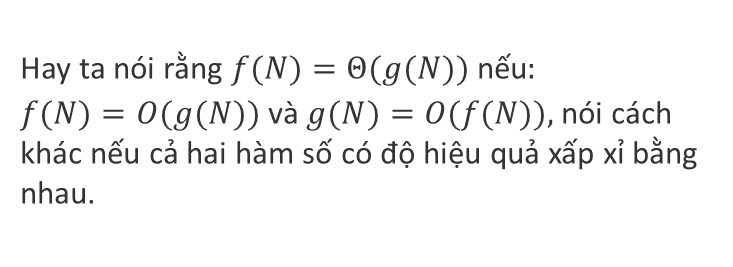 Hay ta nói rằng 𝑓(𝑁) = Θ(𝑔(𝑁)) nếu:
𝑓(𝑁) = 𝑂(𝑔(𝑁)) và 𝑔(𝑁) = 𝑂(𝑓(𝑁)), nói cách
khác nếu cả hai hàm số có độ hiệu quả xấp xỉ bằng
nhau.